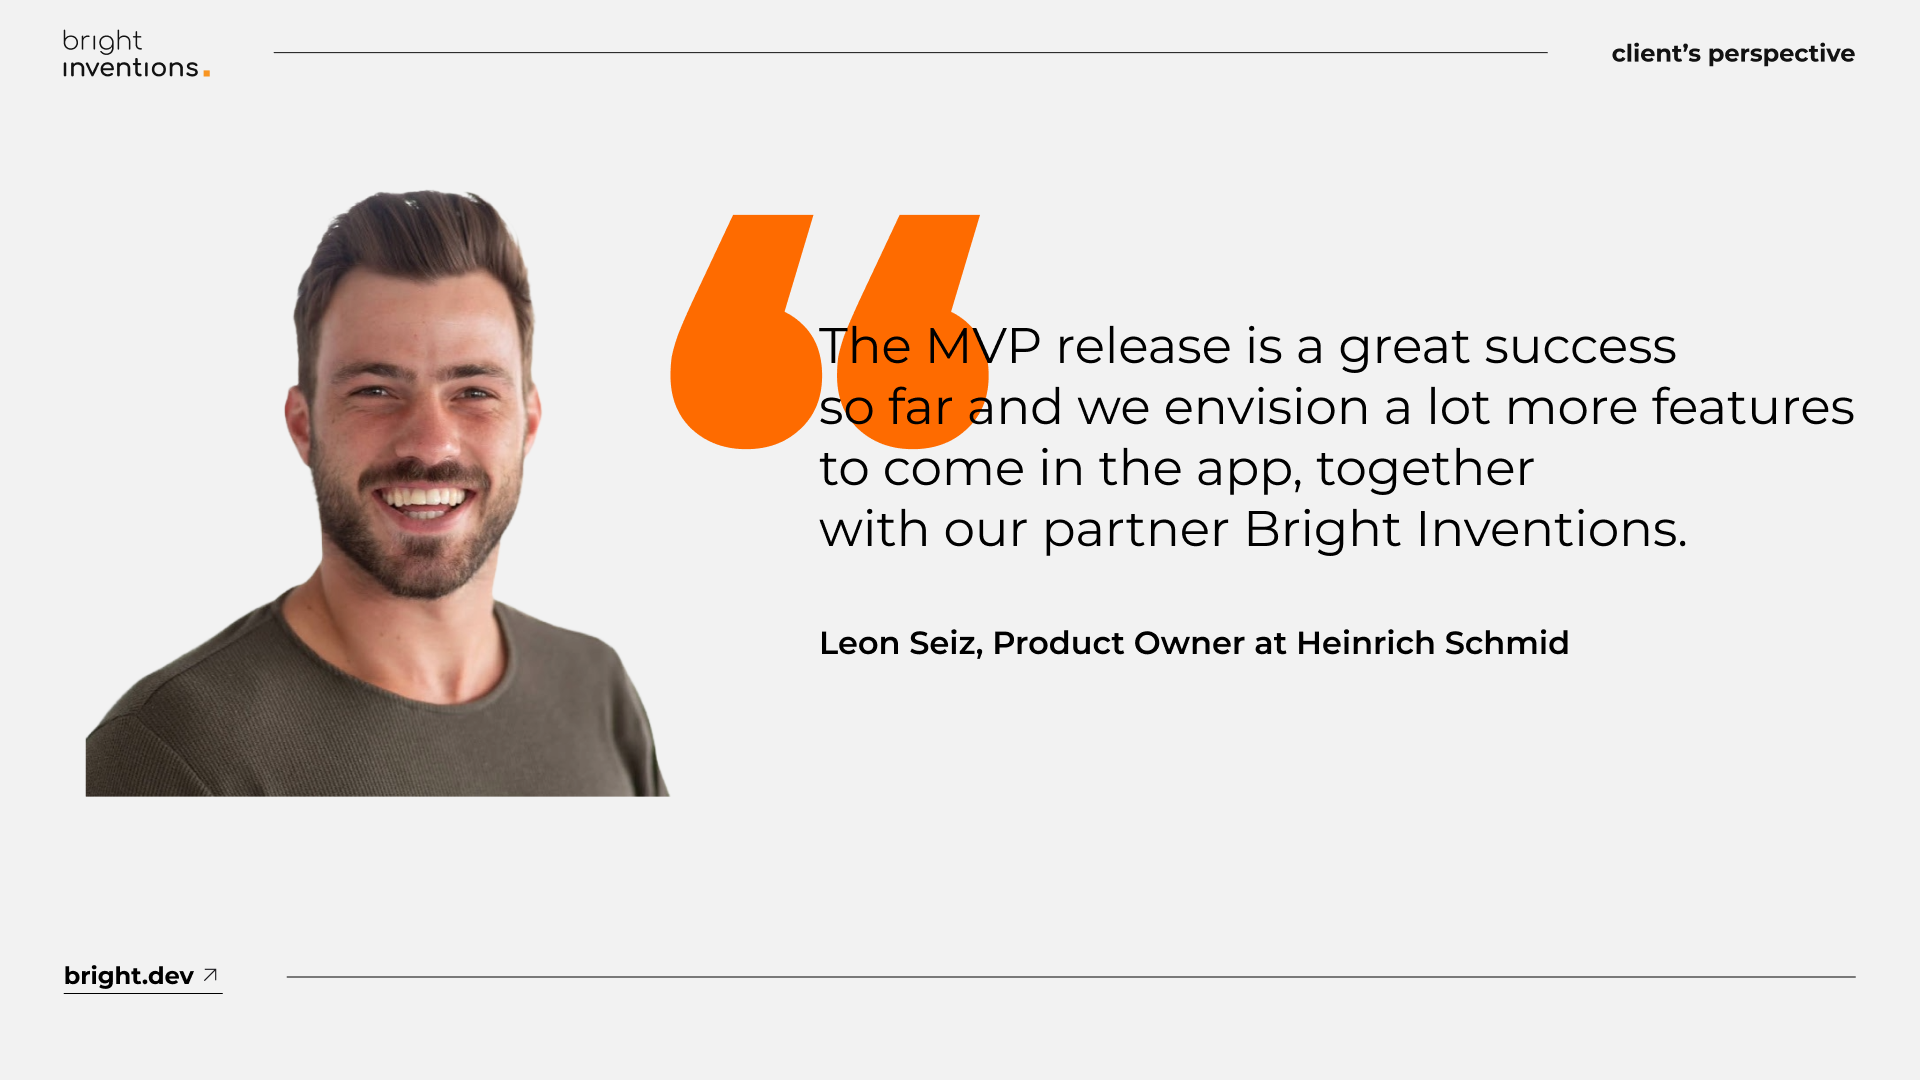 bright
inventions.
client’s perspective
The MVP release is a great success
so far and we envision a lot more features
to come in the app, together
with our partner Bright Inventions.
Leon Seiz, Product Owner at Heinrich Schmid
bright.dev